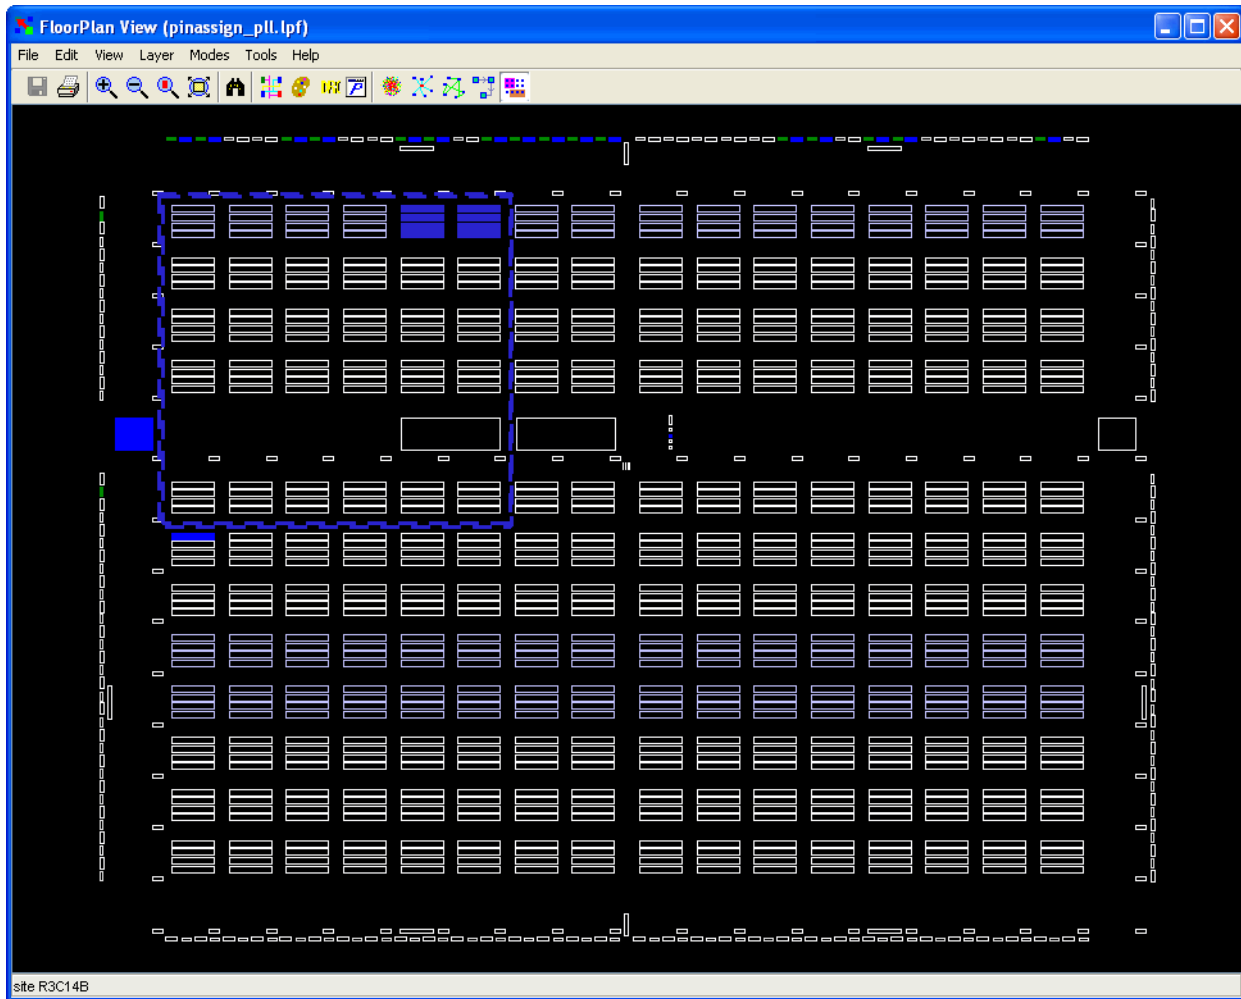 FloorPlan View (pinassign_pll.lpf)
File Edit View Layer Modes Tools Help
site R3C14B